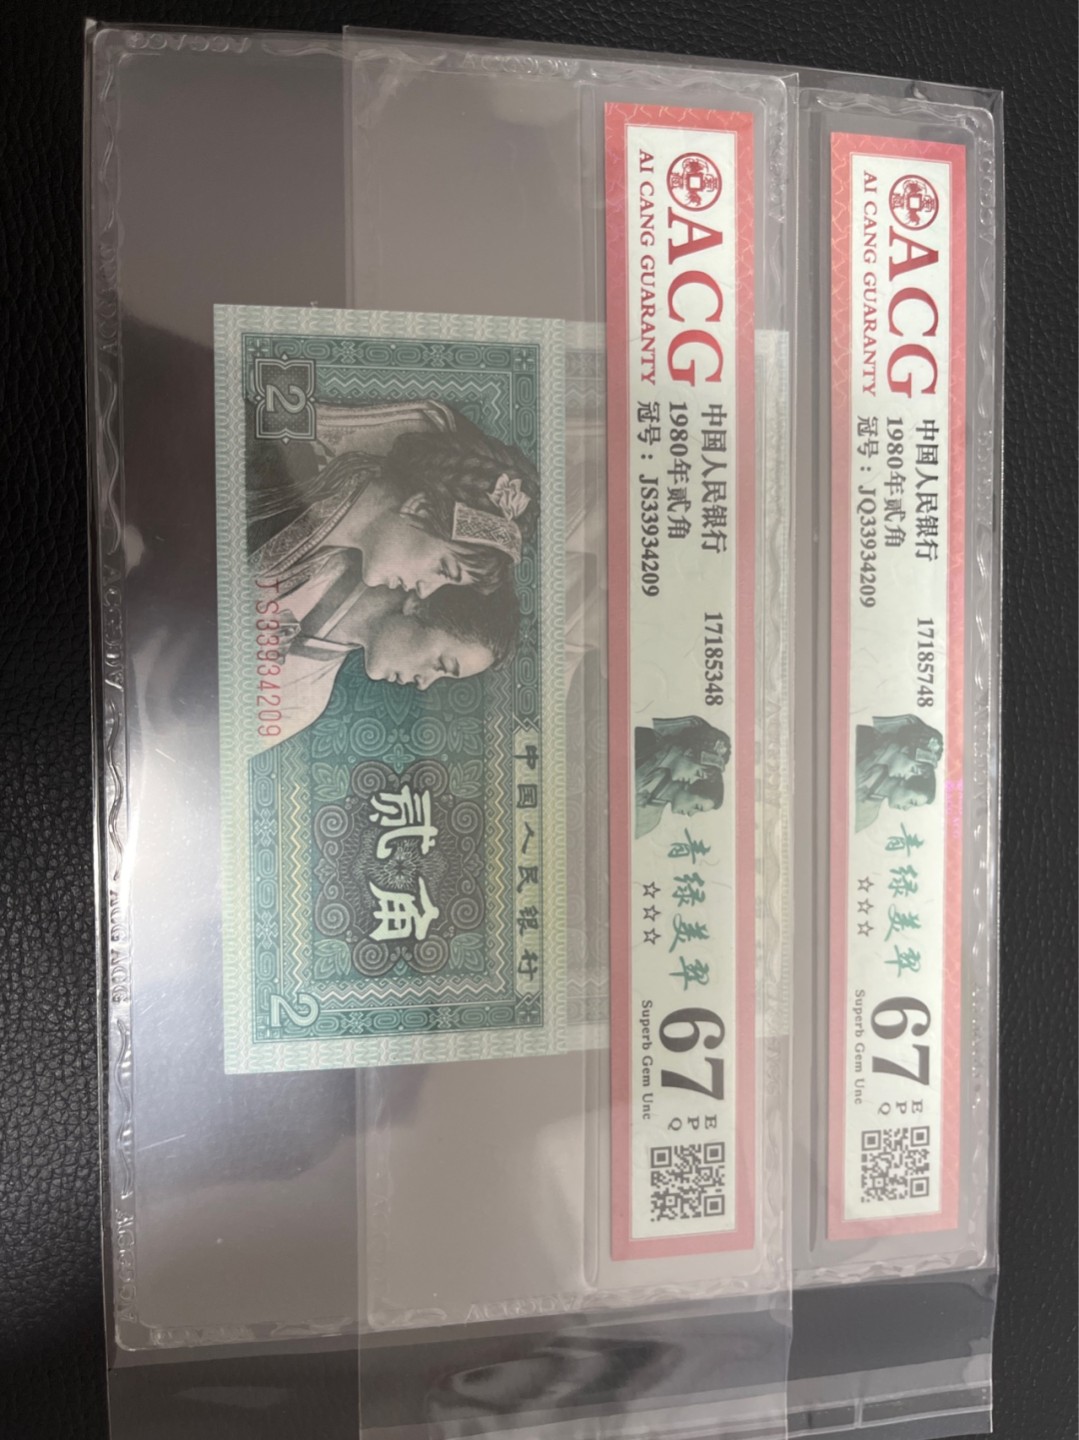 ACG
AI CANG GUARANTY
中国人民银行
1980年贰角
冠号：JQ33934209
17185748
青绿美翠
☆☆☆
67
EPQ
Superb Gem Unc
ACG
AI CANG GUARANTY
中国人民银行
1980年贰角
冠号：JS33934209
17185348
青绿美翠
☆☆☆
67
EPQ
Superb Gem Unc
中国人民银行
贰角
2
2
JS33934209